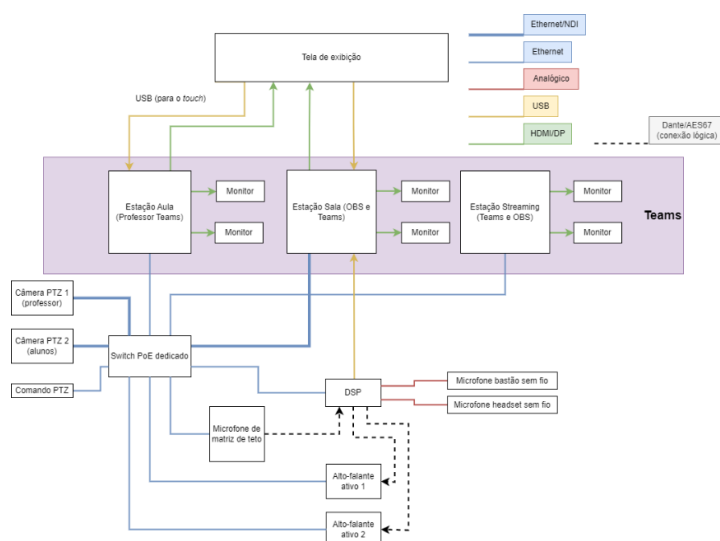 Ethernet/NDI
Tela de exibição
Ethernet
Analógico
USB (para o touch)
USB
Dante/AES67
(conexão lógica)
HDMI/DP
Estação Aula
(Professor Teams)
Monitor
Monitor
Estação Sala (OBS e
Teams)
Monitor
Monitor
Estação Streaming
(Teams e OBS)
Monitor
Monitor
Teams
Câmera PTZ 1
(professor)
Câmera PTZ 2
(alunos)
Switch PoE dedicado
Comando PTZ
DSP
Microfone bastão sem fio
Microfone headset sem fio
Microfone de
matriz de teto
Alto-falante
ativo 1
Alto-falante
ativo 2